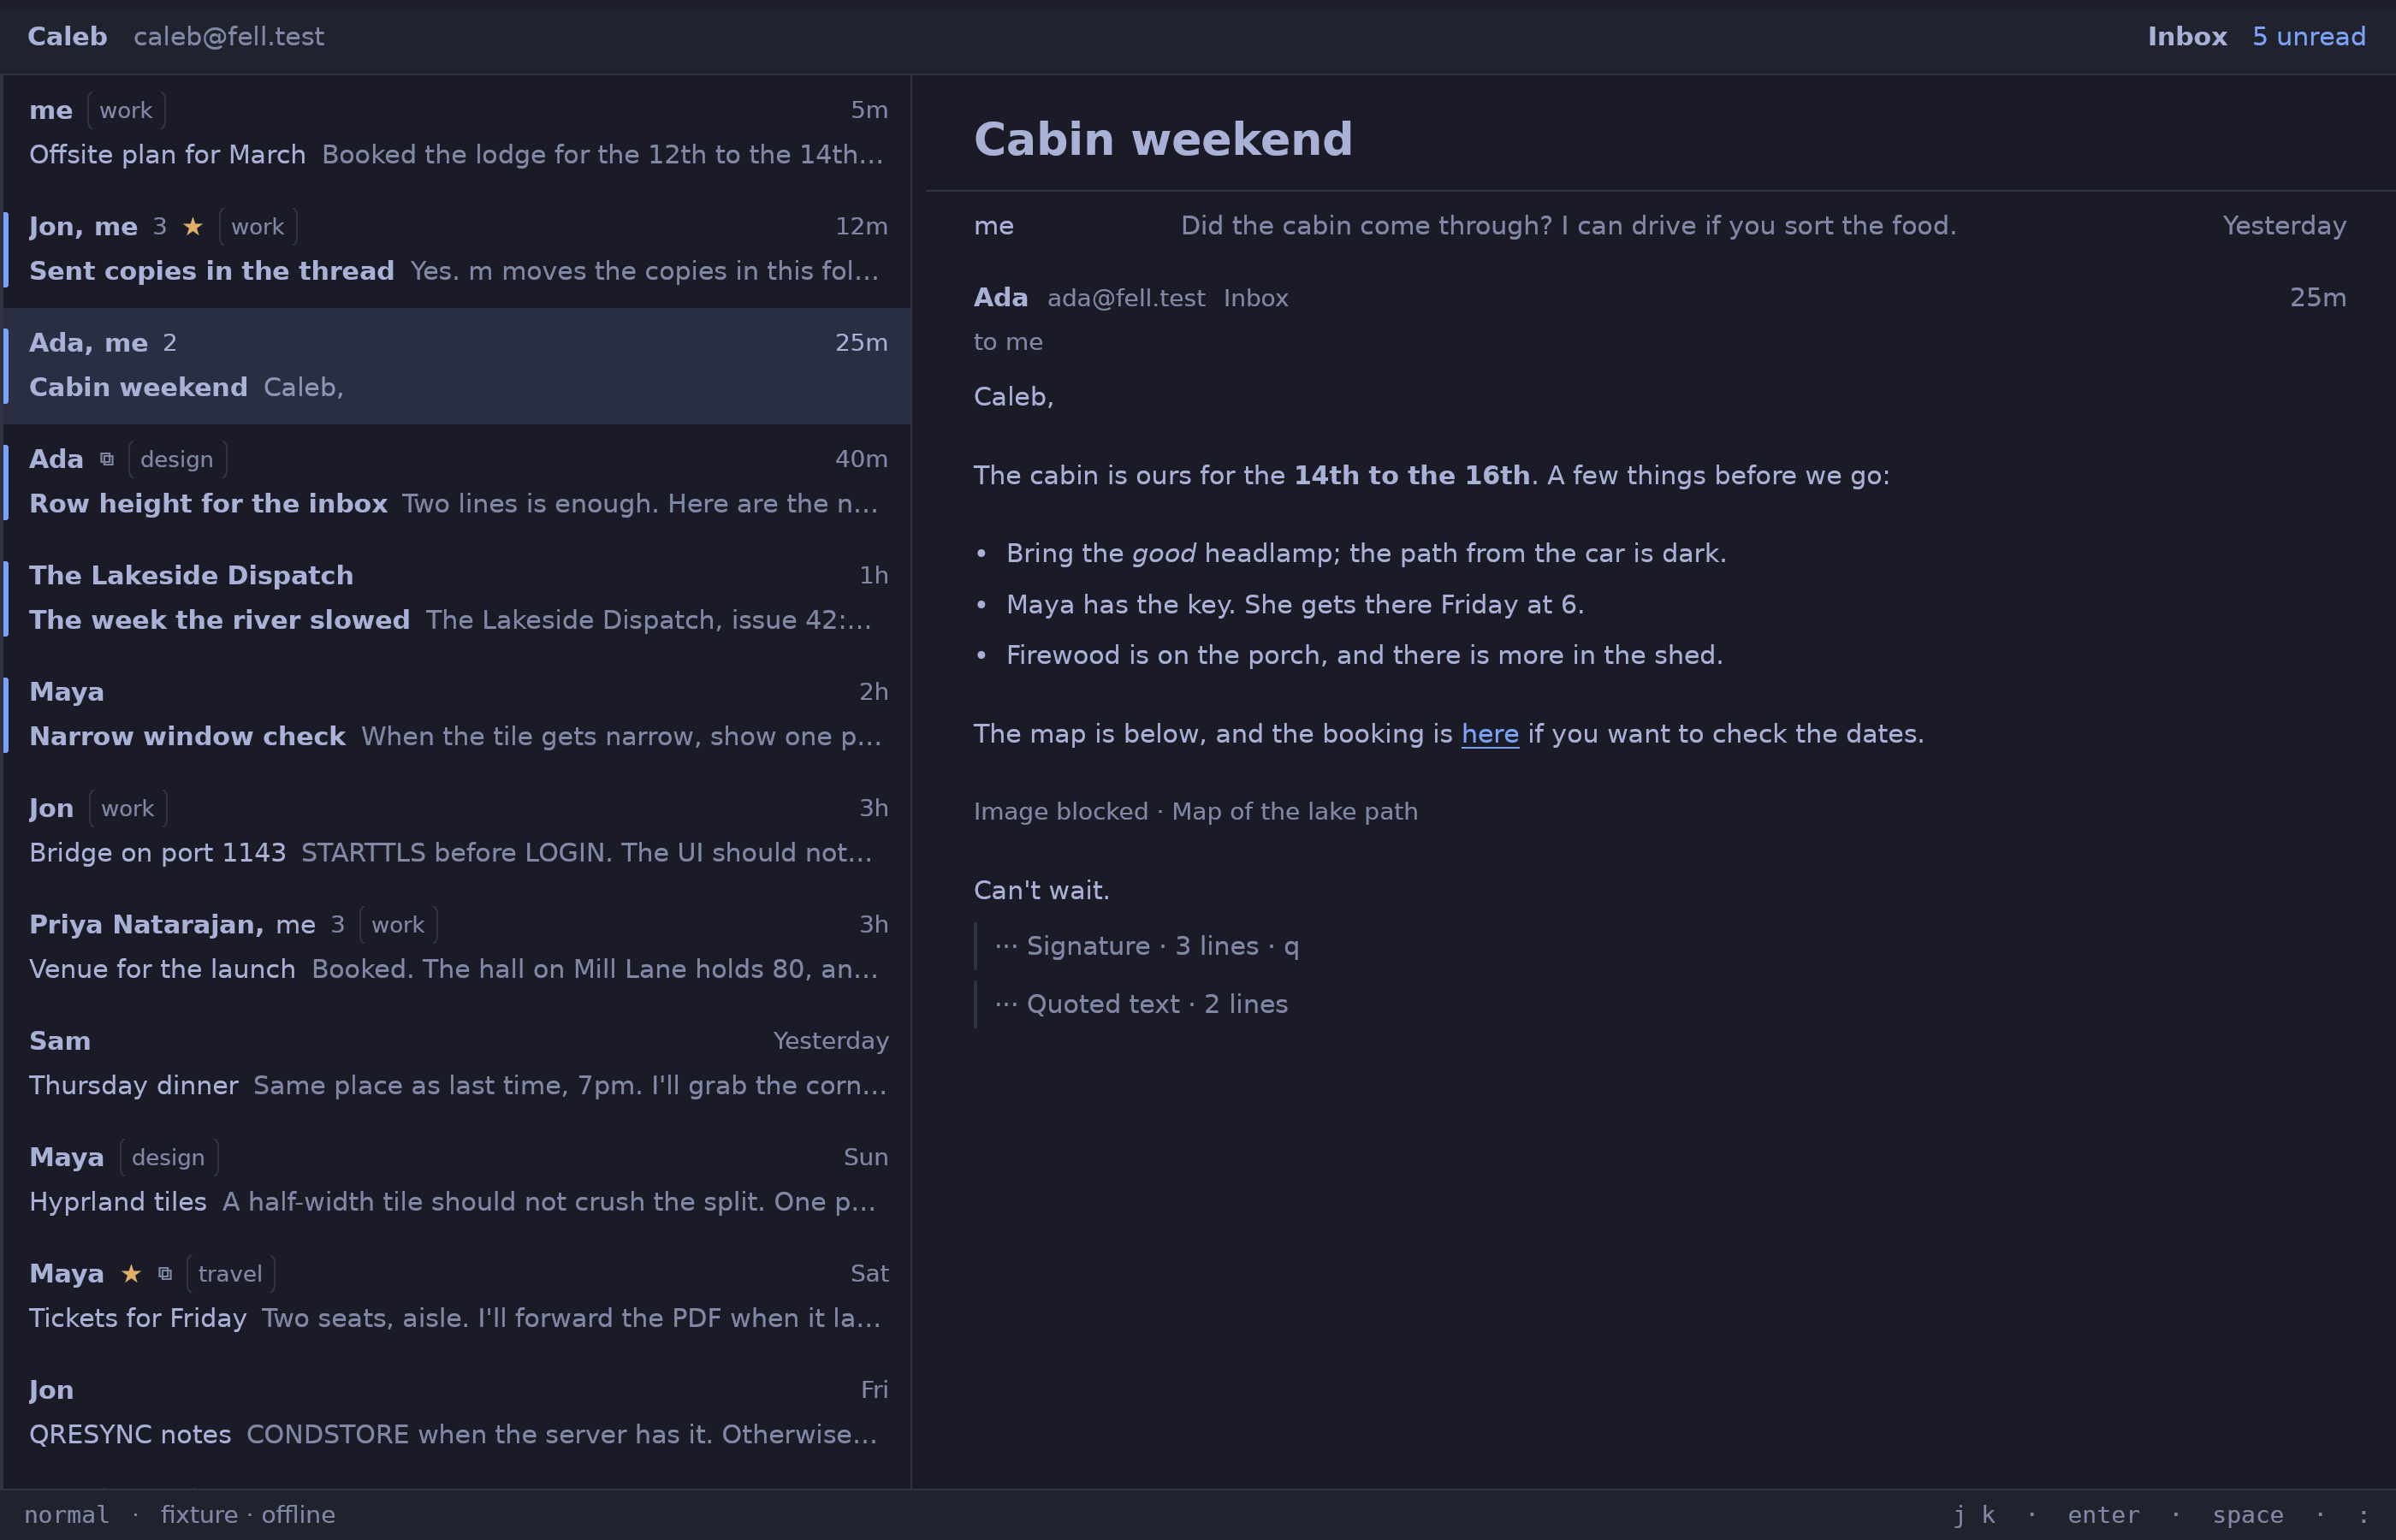 Caleb caleb@fell.test
Inbox 5 unread
me work 5m
Offsite plan for March Booked the lodge for the 12th to the 14th…
Jon, me 3 ★ work 12m
Sent copies in the thread Yes. m moves the copies in this fol…
Ada, me 2 25m
Cabin weekend Caleb,
Ada ⧉ design 40m
Row height for the inbox Two lines is enough. Here are the n…
The Lakeside Dispatch 1h
The week the river slowed The Lakeside Dispatch, issue 42:…
Maya 2h
Narrow window check When the tile gets narrow, show one p…
Jon work 3h
Bridge on port 1143 STARTTLS before LOGIN. The UI should not…
Priya Natarajan, me 3 work 3h
Venue for the launch Booked. The hall on Mill Lane holds 80, an…
Sam Yesterday
Thursday dinner Same place as last time, 7pm. I'll grab the corn…
Maya design Sun
Hyprland tiles A half-width tile should not crush the split. One p…
Maya ★ ⧉ travel Sat
Tickets for Friday Two seats, aisle. I'll forward the PDF when it la…
Jon Fri
QRESYNC notes CONDSTORE when the server has it. Otherwise…
Cabin weekend
me Did the cabin come through? I can drive if you sort the food. Yesterday
Ada ada@fell.test Inbox 25m
to me
Caleb,
The cabin is ours for the 14th to the 16th. A few things before we go:
• Bring the good headlamp; the path from the car is dark.
• Maya has the key. She gets there Friday at 6.
• Firewood is on the porch, and there is more in the shed.
The map is below, and the booking is here if you want to check the dates.
Image blocked · Map of the lake path
Can't wait.
··· Signature · 3 lines · q
··· Quoted text · 2 lines
normal · fixture · offline
j k · enter · space · :